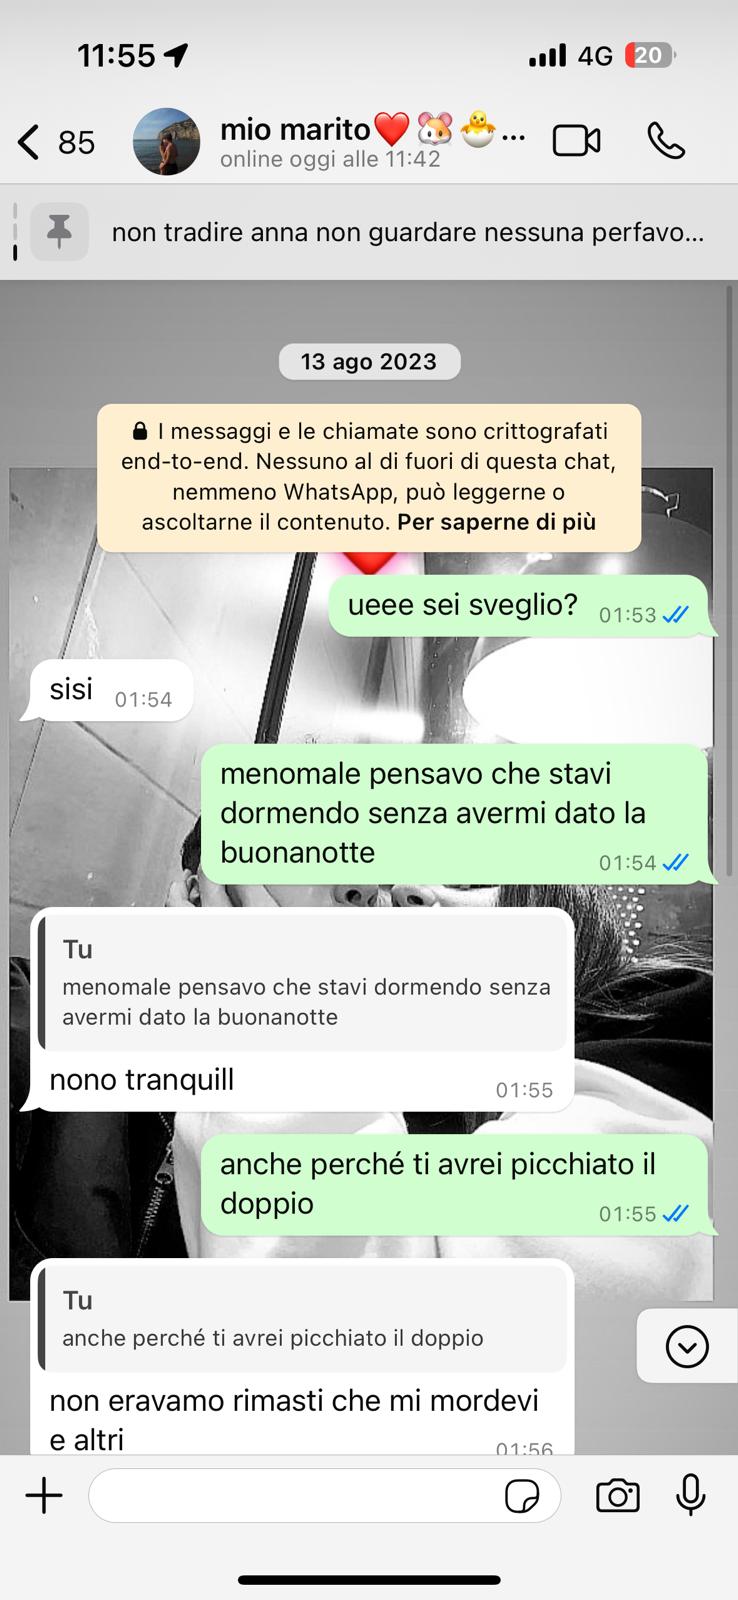 11:55
4G
20
85
mio marito❤️🐹🐣...
online oggi alle 11:42
non tradire anna non guardare nessuna perfavo...
13 ago 2023
🔒 I messaggi e le chiamate sono crittografati
end-to-end. Nessuno al di fuori di questa chat,
nemmeno WhatsApp, può leggerne o
ascoltarne il contenuto. Per saperne di più
ueee sei sveglio? 01:53
sisi 01:54
menomale pensavo che stavi
dormendo senza avermi dato la
buonanotte 01:54
Tu
menomale pensavo che stavi dormendo senza
avermi dato la buonanotte
nono tranquill 01:55
anche perché ti avrei picchiato il
doppio 01:55
Tu
anche perché ti avrei picchiato il doppio
non eravamo rimasti che mi mordevi
e altri 01:56